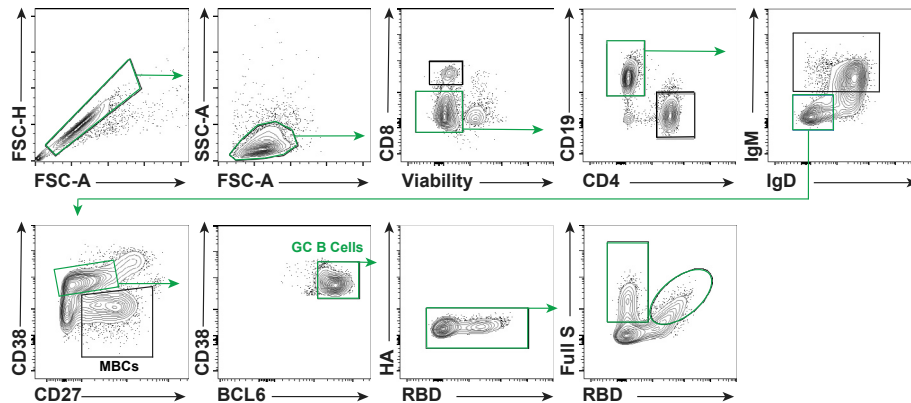 FSC-H
FSC-A
SSC-A
FSC-A
CD8
Viability
CD19
CD4
IgM
IgD
CD38
MBCs
CD27
CD38
GC B Cells
BCL6
HA
RBD
Full S
RBD